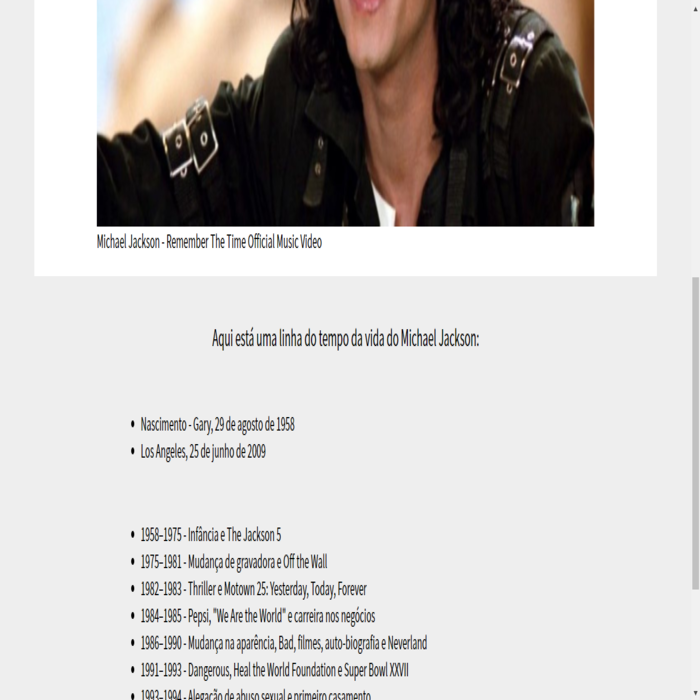 Michael Jackson - Remember The Time Official Music Video
Aqui está uma linha do tempo da vida do Michael Jackson:
Nascimento - Gary, 29 de agosto de 1958
Los Angeles, 25 de junho de 2009
1958–1975 - Infância e The Jackson 5
1975–1981 - Mudança de gravadora e Off the Wall
1982–1983 - Thriller e Motown 25: Yesterday, Today, Forever
1984–1985 - Pepsi, "We Are the World" e carreira nos negócios
1986–1990 - Mudança na aparência, Bad, filmes, auto-biografia e Neverland
1991–1993 - Dangerous, Heal the World Foundation e Super Bowl XXVII
1993–1994 - Alegação de abuso sexual e primeiro casamento